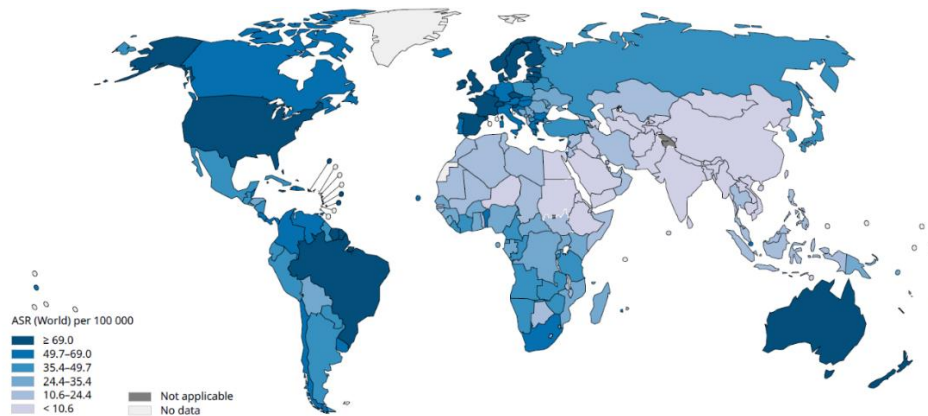 ASR (World) per 100 000
≥ 69.0
49.7–69.0
35.4–49.7
24.4–35.4
10.6–24.4
< 10.6
Not applicable
No data